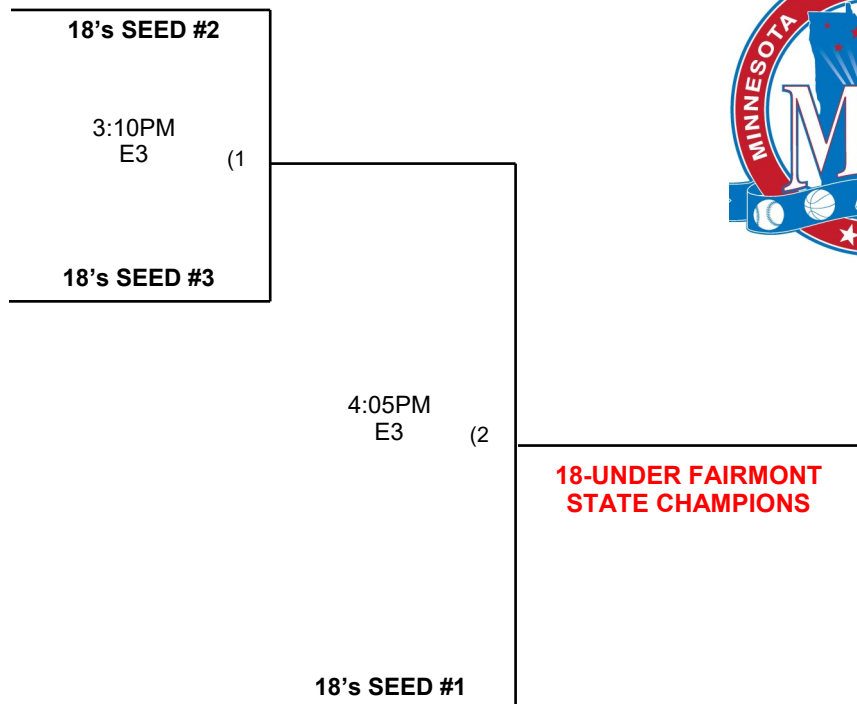 18's SEED #2
3:10PM
E3 (1
18's SEED #3
4:05PM
E3 (2
18-UNDER FAIRMONT
STATE CHAMPIONS
18's SEED #1
MINNESOTA
M